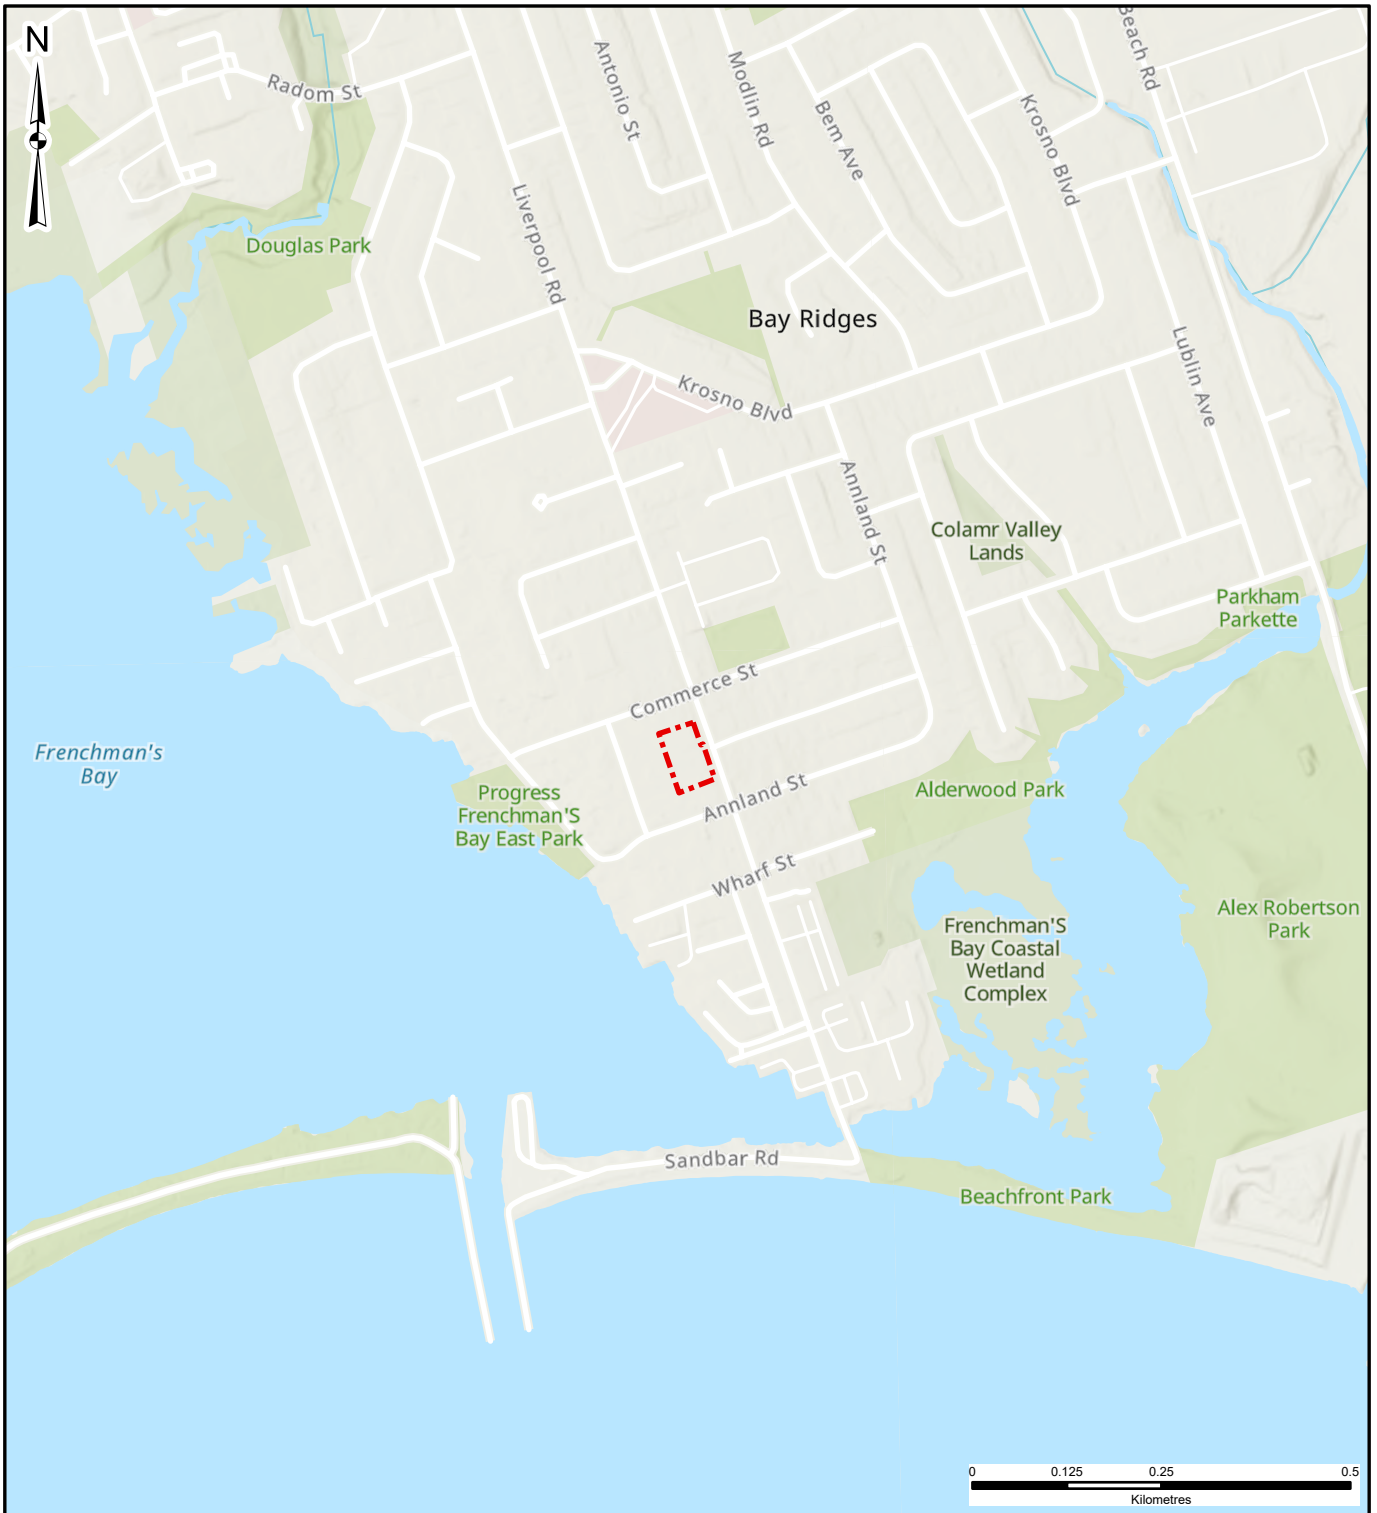 N
Beach Rd
Antonio St
Modlin Rd
Radom St
Bem Ave
Krosno Blvd
Liverpool Rd
Douglas Park
Bay Ridges
Lublin Ave
Krosno Blvd
Annland St
Colamr Valley
Lands
Parkham
Parkette
Commerce St
Frenchman's
Bay
Progress
Frenchman'S
Bay East Park
Annland St
Alderwood Park
Wharf St
Alex Robertson
Park
Frenchman'S
Bay Coastal
Wetland
Complex
Sandbar Rd
Beachfront Park
0 0.125 0.25 0.5
Kilometres